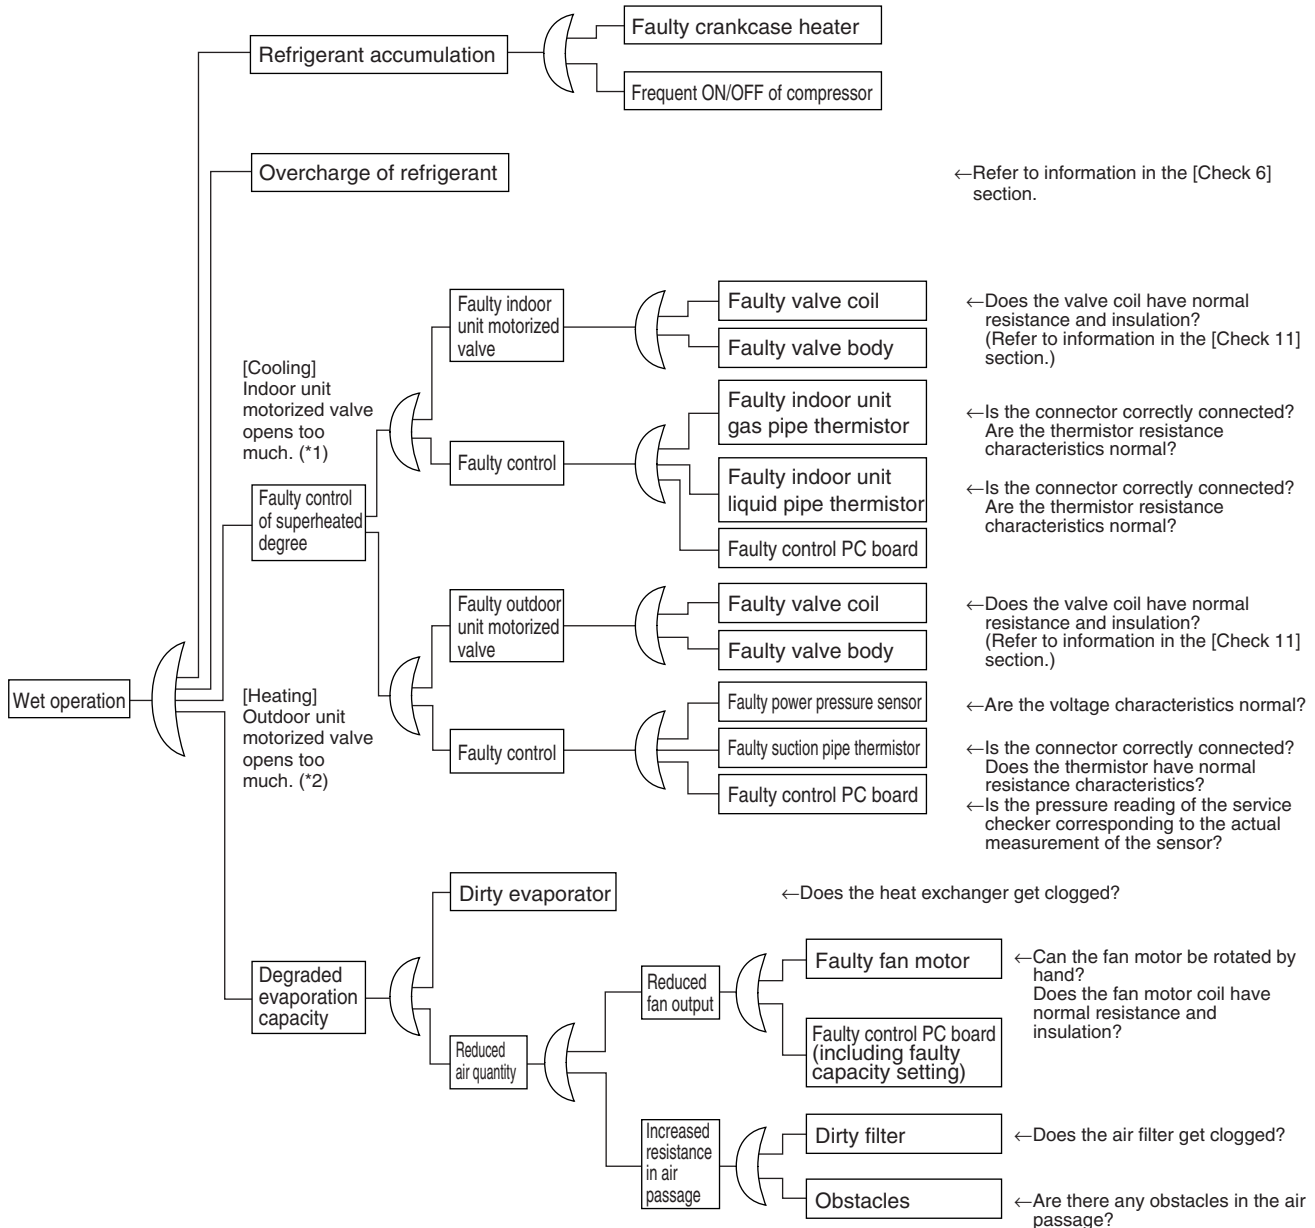 Faulty crankcase heater
Refrigerant accumulation
Frequent ON/OFF of compressor
Overcharge of refrigerant
←Refer to information in the [Check 6]
section.
[Cooling]
Indoor unit
motorized valve
opens too
much. (*1)
Faulty indoor
unit motorized
valve
Faulty valve coil
Faulty valve body
←Does the valve coil have normal
resistance and insulation?
(Refer to information in the [Check 11]
section.)
Faulty control
Faulty indoor unit
gas pipe thermistor
←Is the connector correctly connected?
Are the thermistor resistance
characteristics normal?
Faulty indoor unit
liquid pipe thermistor
←Is the connector correctly connected?
Are the thermistor resistance
characteristics normal?
Faulty control PC board
Faulty control
of superheated
degree
Faulty outdoor
unit motorized
valve
Faulty valve coil
Faulty valve body
←Does the valve coil have normal
resistance and insulation?
(Refer to information in the [Check 11]
section.)
Wet operation
[Heating]
Outdoor unit
motorized valve
opens too
much. (*2)
Faulty control
Faulty power pressure sensor
←Are the voltage characteristics normal?
Faulty suction pipe thermistor
←Is the connector correctly connected?
Does the thermistor have normal
resistance characteristics?
Faulty control PC board
←Is the pressure reading of the service
checker corresponding to the actual
measurement of the sensor?
Dirty evaporator
←Does the heat exchanger get clogged?
Degraded
evaporation
capacity
Reduced
air quantity
Reduced
fan output
Faulty fan motor
←Can the fan motor be rotated by
hand?
Does the fan motor coil have
normal resistance and
insulation?
Faulty control PC board
(including faulty
capacity setting)
Increased
resistance
in air
passage
Dirty filter
←Does the air filter get clogged?
Obstacles
←Are there any obstacles in the air
passage?